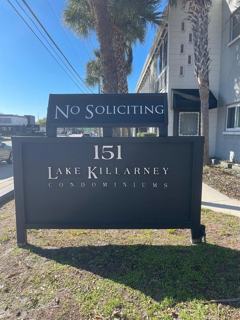 No Soliciting
151
Lake Killarney
CONDOMINIUMS